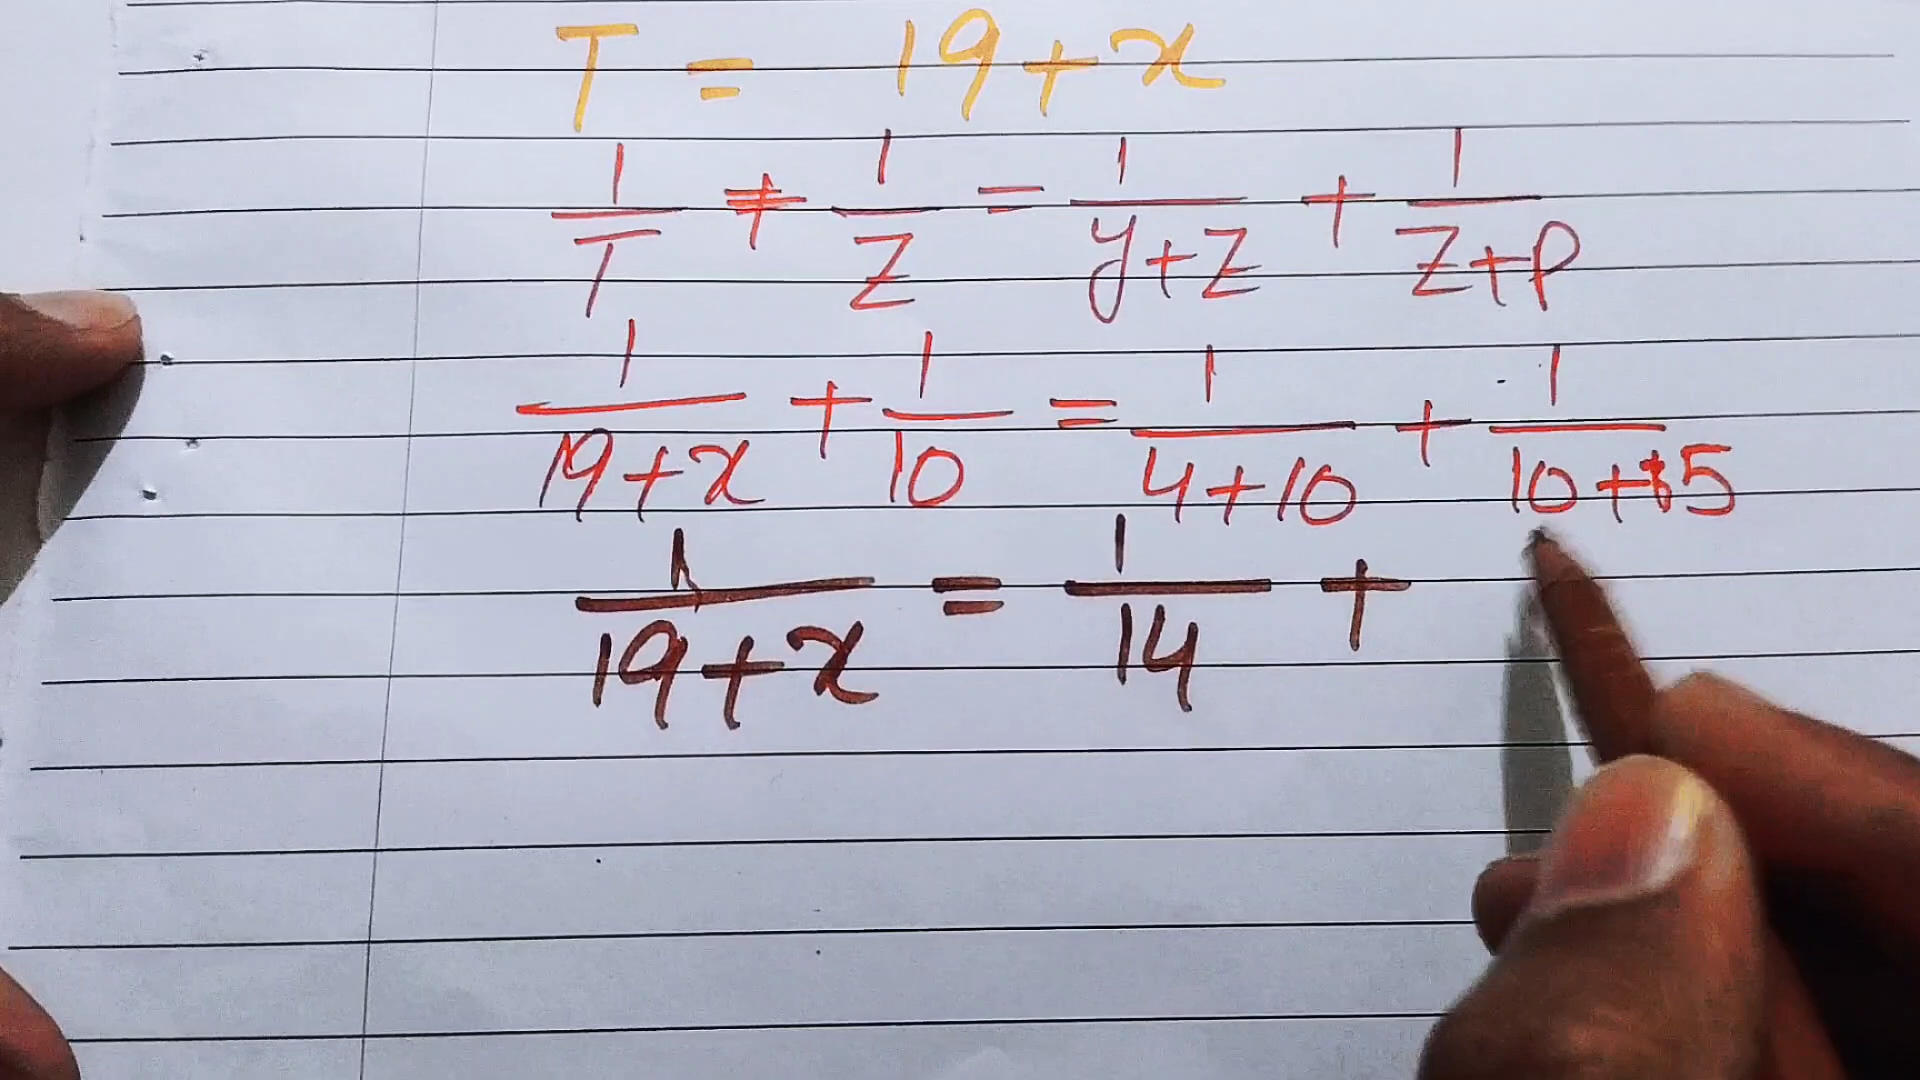 T = 19+x
1/T + 1/Z = 1/y+Z + 1/Z+P
1/19+x + 1/10 = 1/4+10 + 1/10+5
1/19+x = 1/14 +